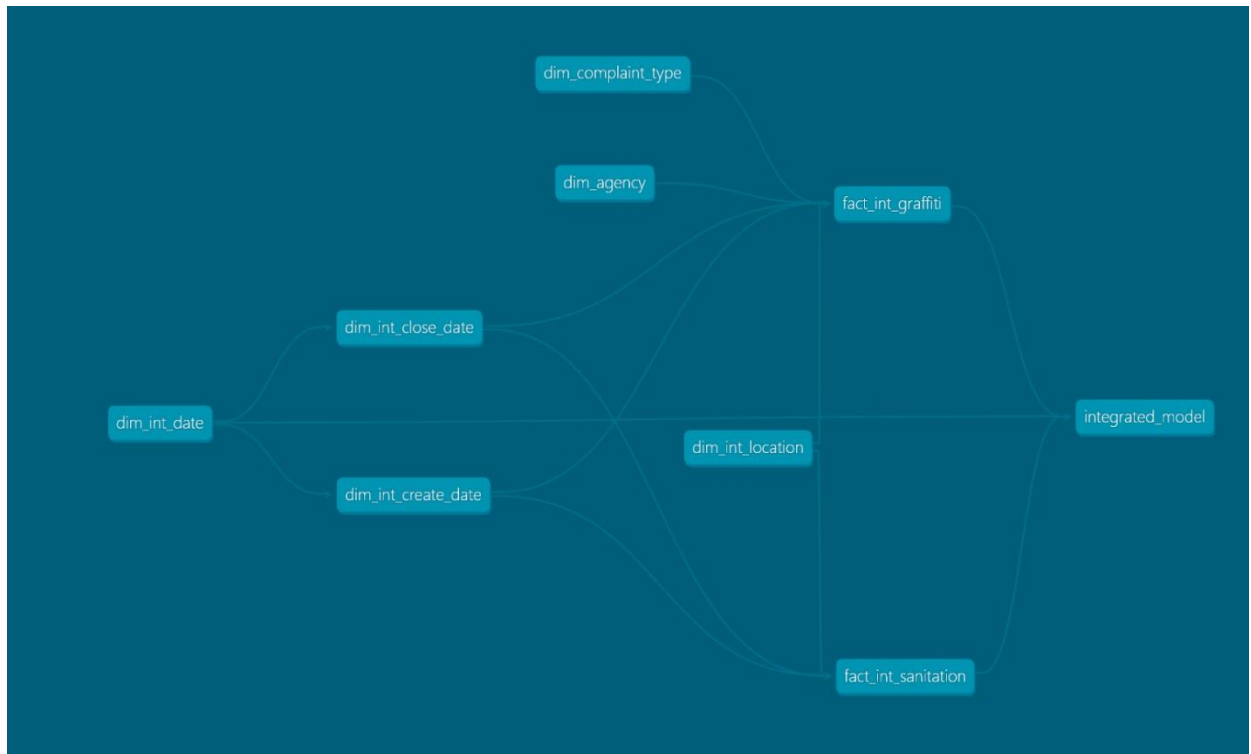 dim_complaint_type
dim_agency
fact_int_graffiti
dim_int_close_date
dim_int_date
integrated_model
dim_int_location
dim_int_create_date
fact_int_sanitation